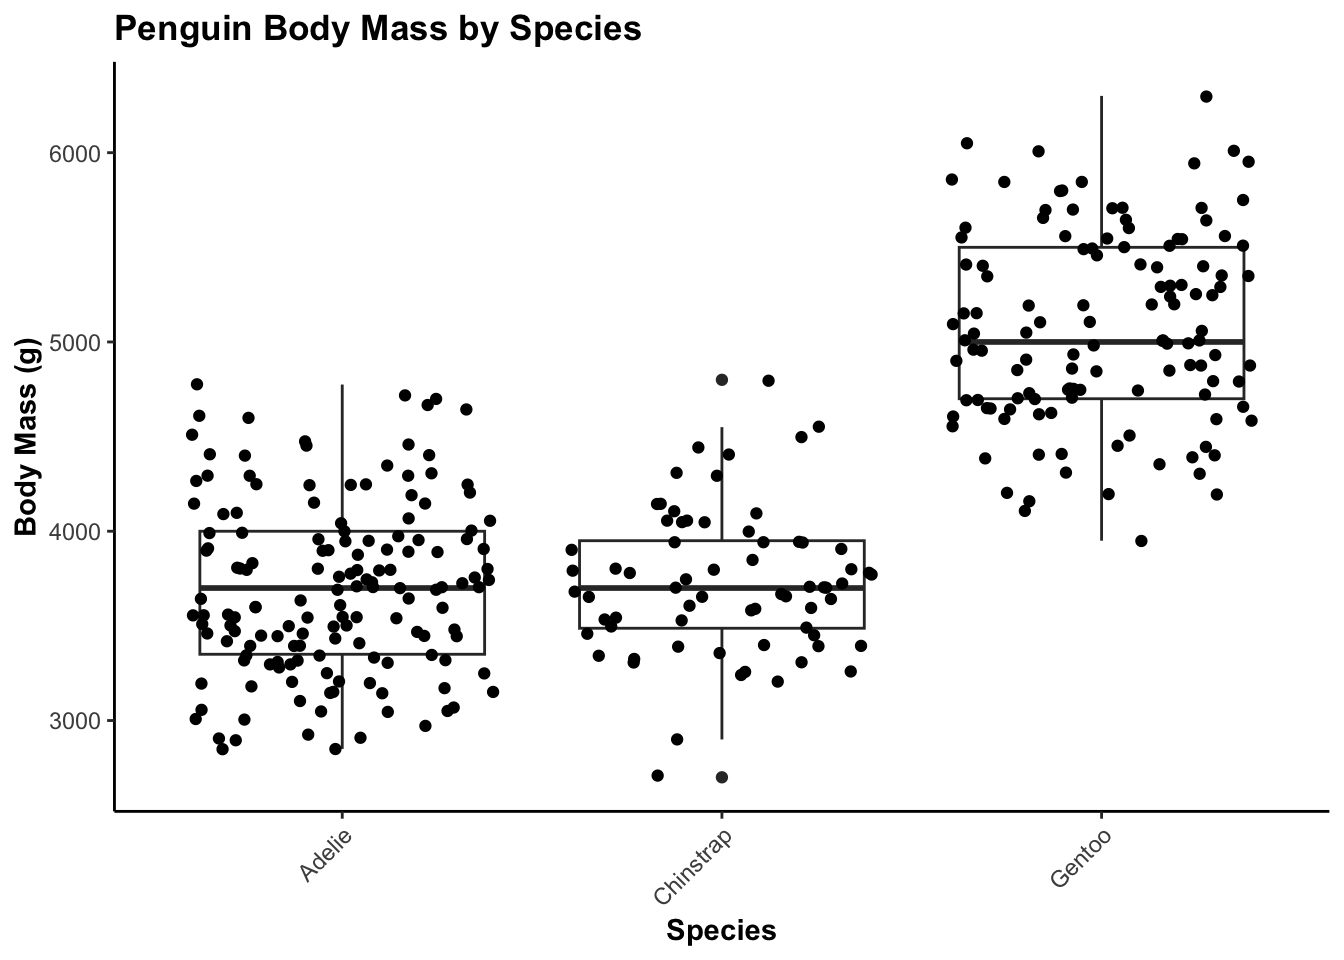 Penguin Body Mass by Species
Body Mass (g)
6000
5000
4000
3000
Adelie
Chinstrap
Gentoo
Species